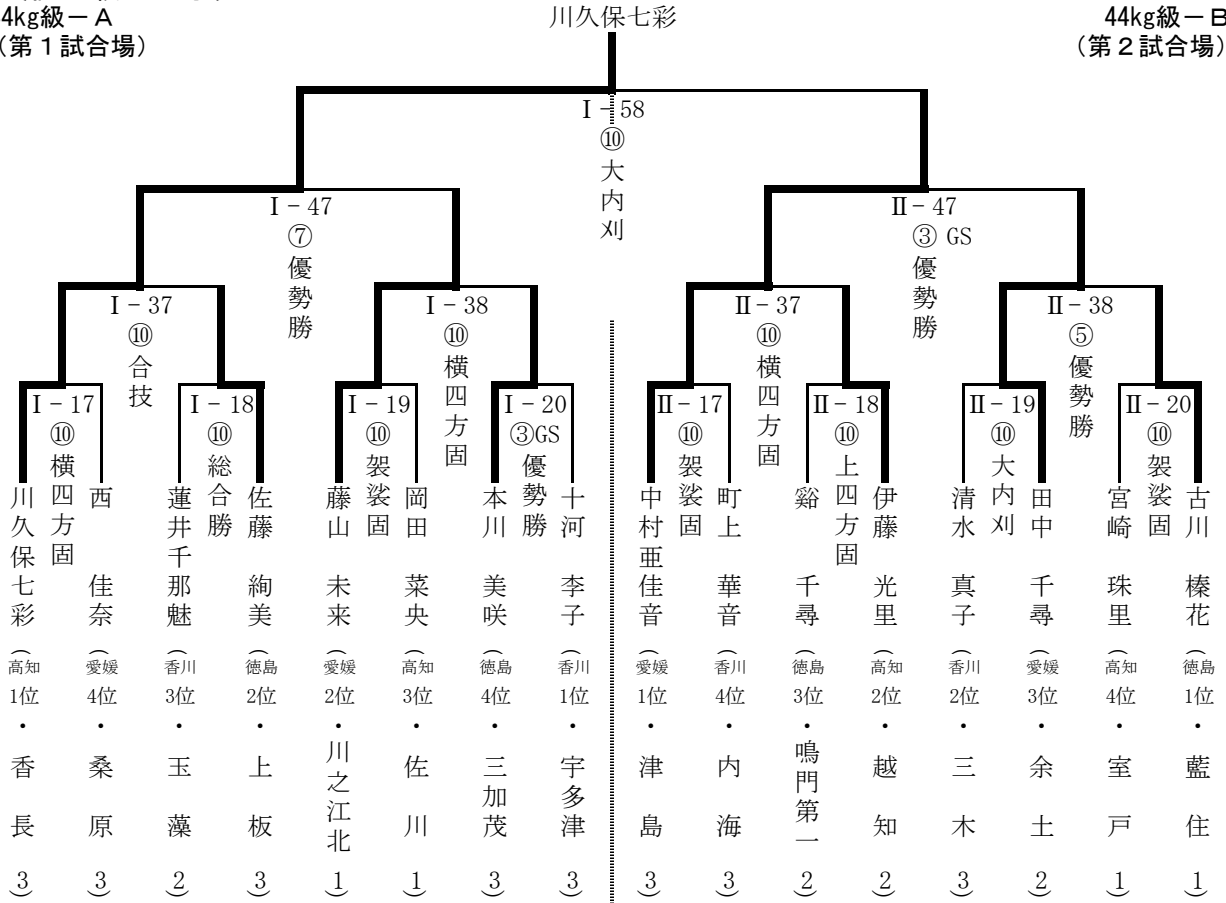 4kg級－Ａ
(第１試合場)
川久保七彩
44kg級－Ｂ
(第２試合場)
Ⅰ－58
⑩
大内刈
Ⅰ－47
⑦
優勢勝
Ⅱ－47
③ GS
優勢勝
Ⅰ－37
⑩
合技
Ⅰ－38
⑩
横四方固
Ⅱ－37
⑩
横四方固
Ⅱ－38
⑤
優勢勝
Ⅰ－17
⑩
横四方固
Ⅰ－18
⑩
総合勝
Ⅰ－19
⑩
袈裟固
Ⅰ－20
③GS
優勢勝
Ⅱ－17
⑩
袈裟固
Ⅱ－18
⑩
上四方固
Ⅱ－19
⑩
大内刈
Ⅱ－20
⑩
袈裟固
川久保七彩（高知1位・香長3）
西佳奈（愛媛4位・桑原3）
蓮井千那魅（香川3位・玉藻2）
佐藤絢美（徳島2位・上板3）
藤山未来（愛媛2位・川之江北1）
岡田菜央（高知3位・佐川1）
本川美咲（徳島4位・三加茂3）
十河李子（香川1位・宇多津3）
中村亜佳音（愛媛1位・津島3）
町上華音（香川4位・内海3）
谿千尋（徳島3位・鳴門第一2）
伊藤光里（高知2位・越知2）
清水真子（香川2位・三木3）
田中千尋（愛媛3位・余土2）
宮崎珠里（高知4位・室戸1）
古川榛花（徳島1位・藍住1）